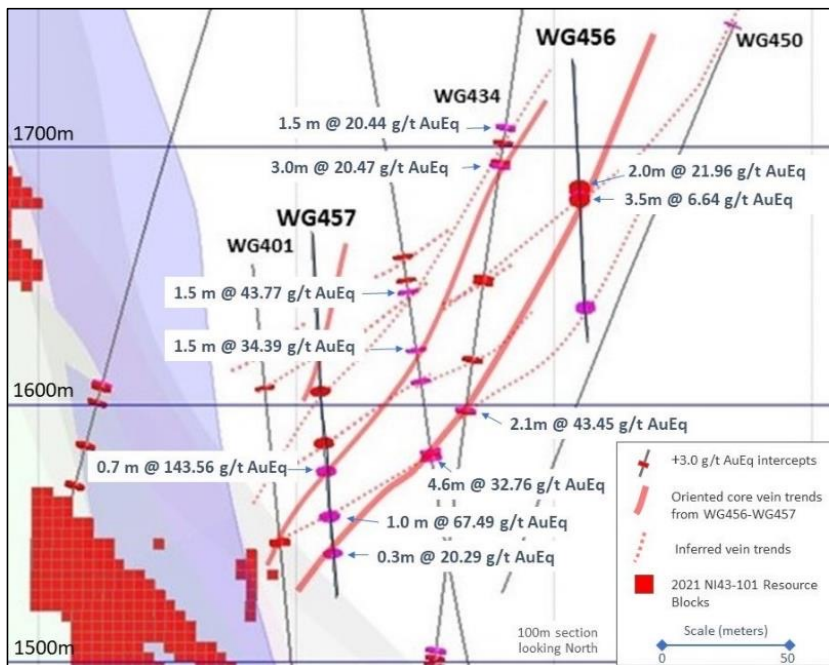 WG456
WG450
WG434
1.5 m @ 20.44 g/t AuEq
1700m
3.0m @ 20.47 g/t AuEq
2.0m @ 21.96 g/t AuEq
3.5m @ 6.64 g/t AuEq
WG457
WG401
1.5 m @ 43.77 g/t AuEq
1.5 m @ 34.39 g/t AuEq
1600m
2.1m @ 43.45 g/t AuEq
0.7 m @ 143.56 g/t AuEq
4.6m @ 32.76 g/t AuEq
1.0 m @ 67.49 g/t AuEq
0.3m @ 20.29 g/t AuEq
+3.0 g/t AuEq intercepts
Oriented core vein trends
from WG456-WG457
Inferred vein trends
2021 NI43-101 Resource
Blocks
100m section
looking North
Scale (meters)
0
50
1500m